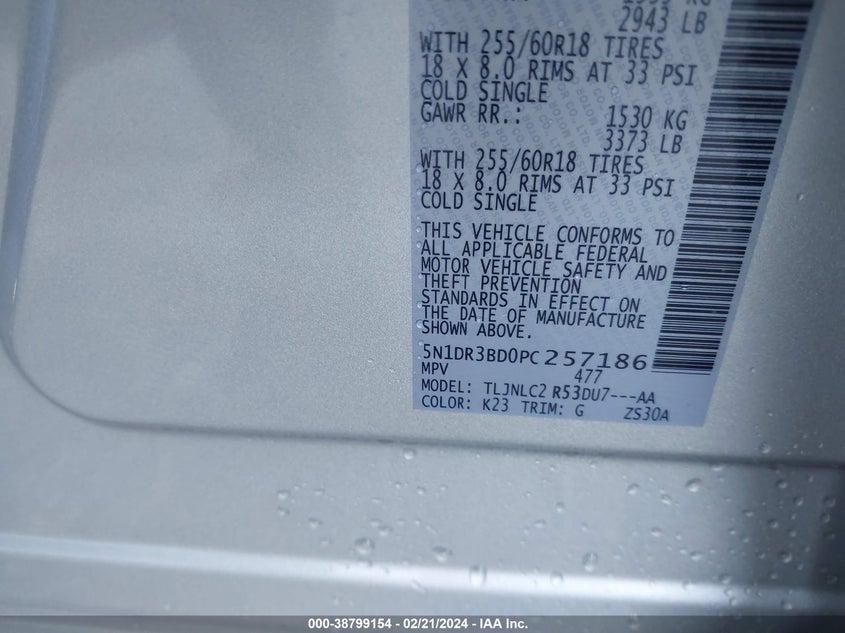 2943 LB
WITH 255/60R18 TIRES
18 X 8.0 RIMS AT 33 PSI
COLD SINGLE
GAWR RR.: 1530 KG
3373 LB
WITH 255/60R18 TIRES
18 X 8.0 RIMS AT 33 PSI
COLD SINGLE
THIS VEHICLE CONFORMS TO
ALL APPLICABLE FEDERAL
MOTOR VEHICLE SAFETY AND
THEFT PREVENTION
STANDARDS IN EFFECT ON
THE DATE OF MANUFACTURE
SHOWN ABOVE.
5N1DR3BD0PC257186
MPV 477
MODEL: TLJNLC2 R53DU7---AA
COLOR: K23 TRIM: G ZS30A
000-38799154 - 02/21/2024 - IAA Inc.